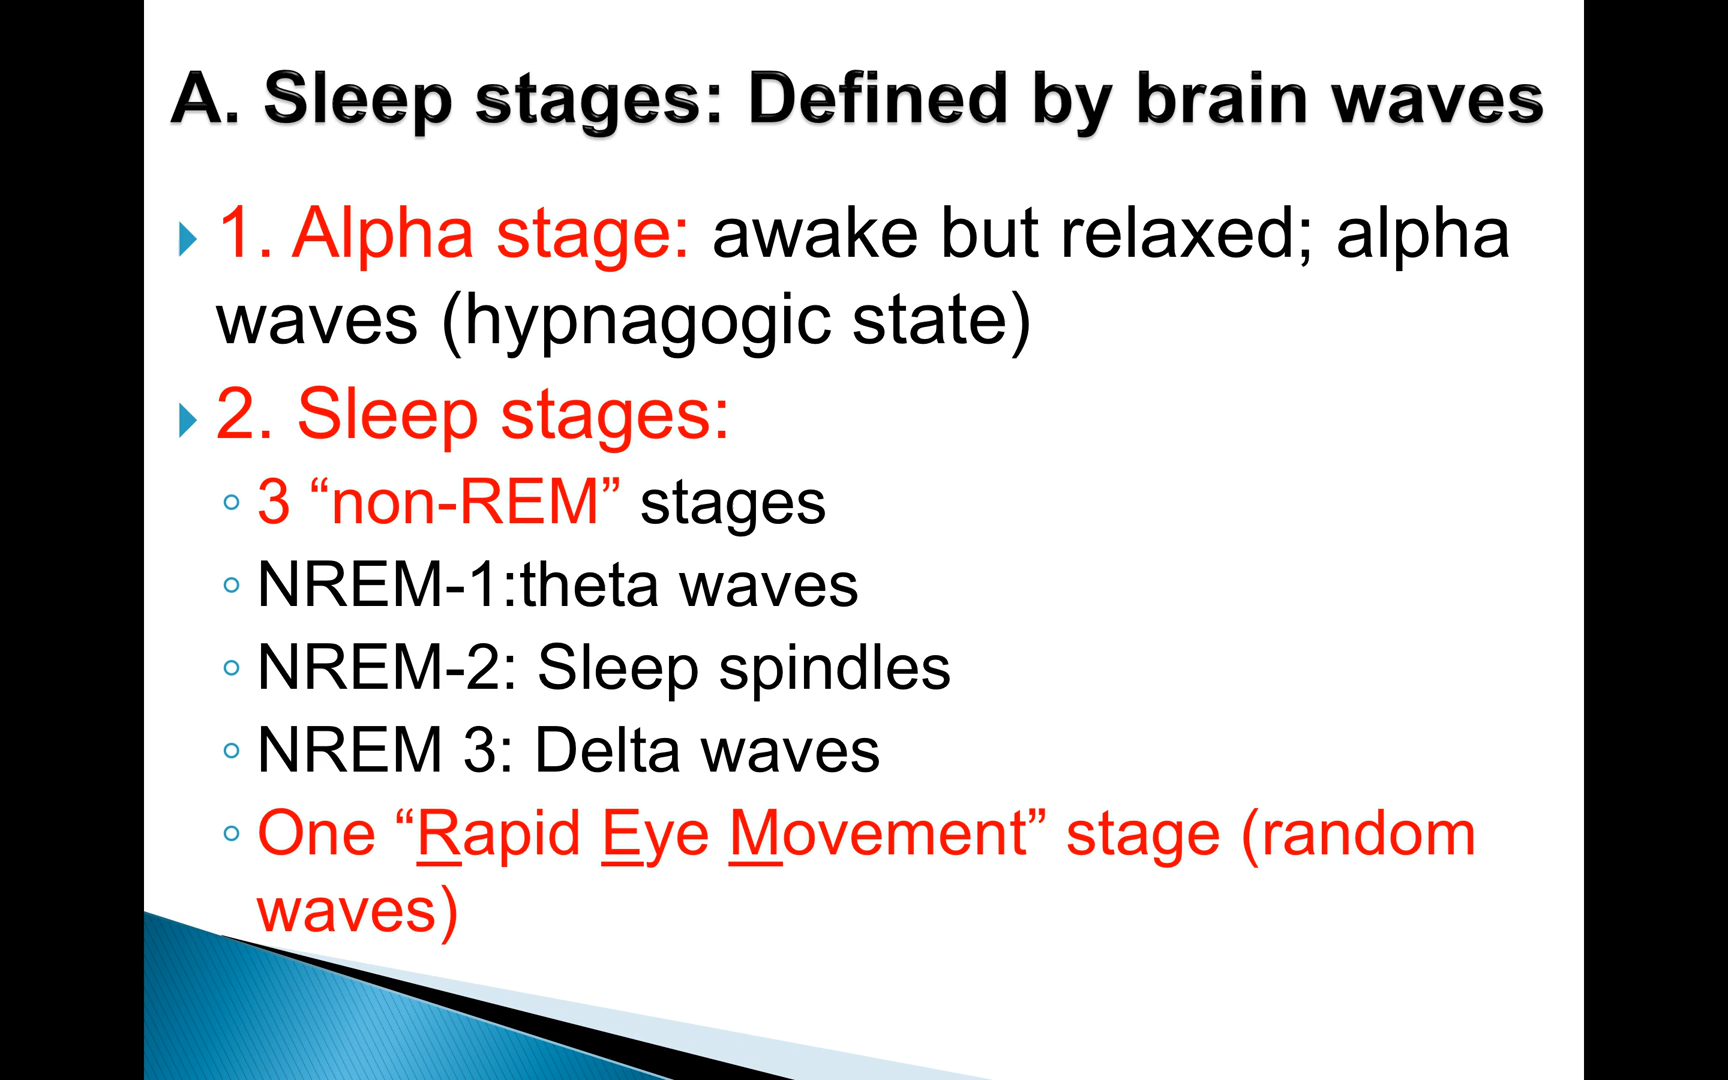 A. Sleep stages: Defined by brain waves
1. Alpha stage: awake but relaxed; alpha
waves (hypnagogic state)
2. Sleep stages:
3 “non-REM” stages
NREM-1:theta waves
NREM-2: Sleep spindles
NREM 3: Delta waves
One “Rapid Eye Movement” stage (random
waves)